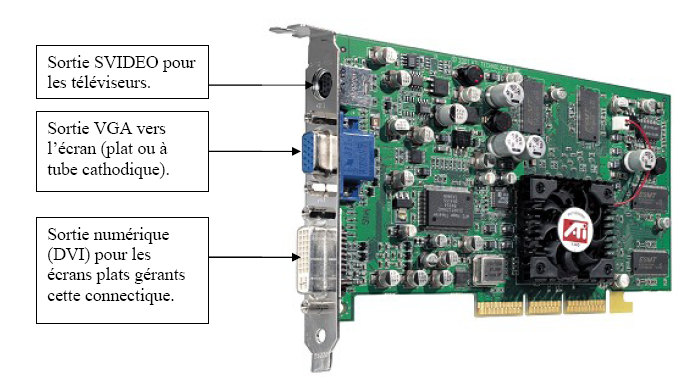 Sortie SVIDEO pour
les téléviseurs.
Sortie VGA vers
l’écran (plat ou à
tube cathodique).
Sortie numérique
(DVI) pour les
écrans plats gérants
cette connectique.
ATi